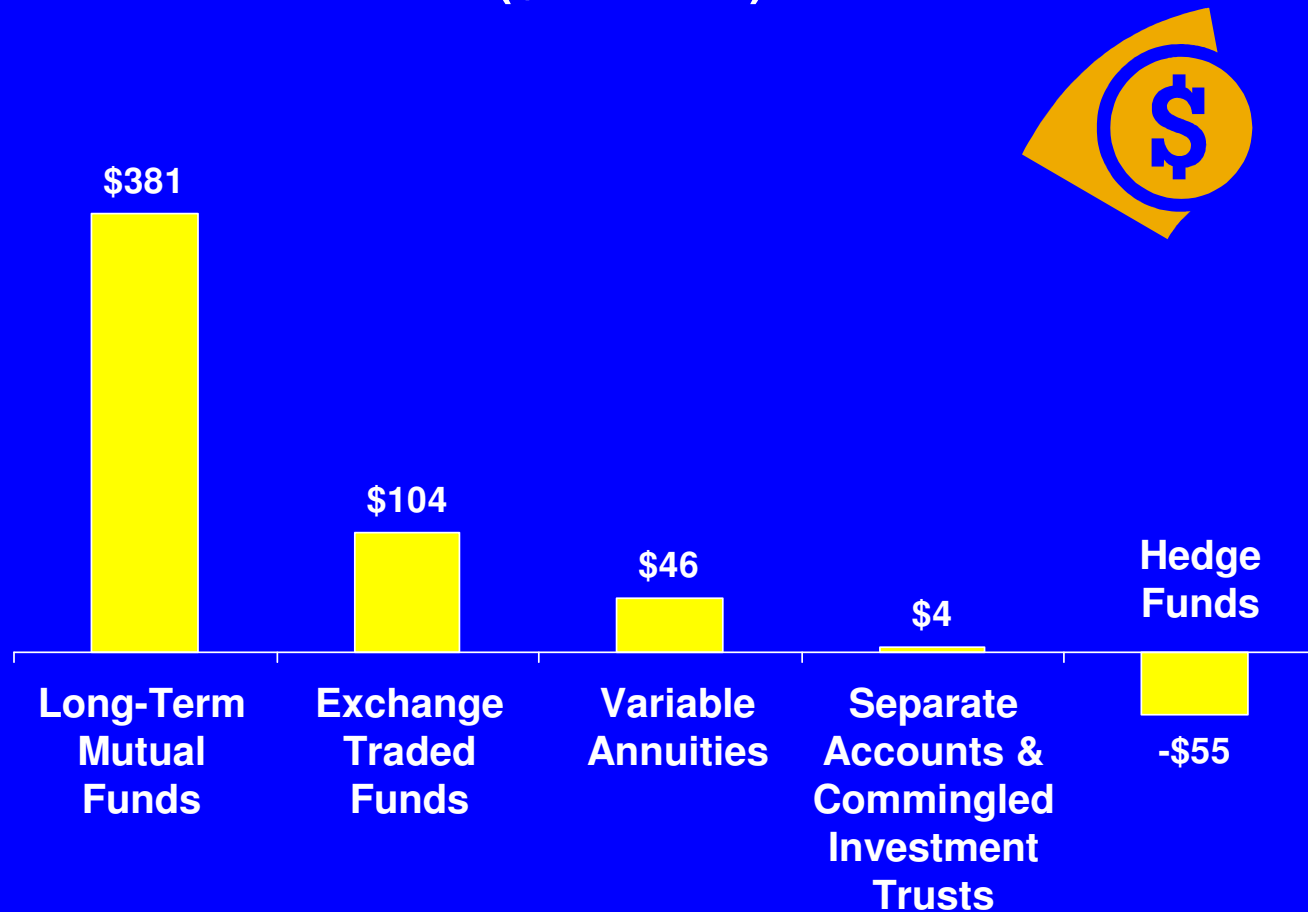 $381
$104
$46
$4
Hedge
Funds
-$55
Long-Term
Mutual
Funds
Exchange
Traded
Funds
Variable
Annuities
Separate
Accounts &
Commingled
Investment
Trusts
$